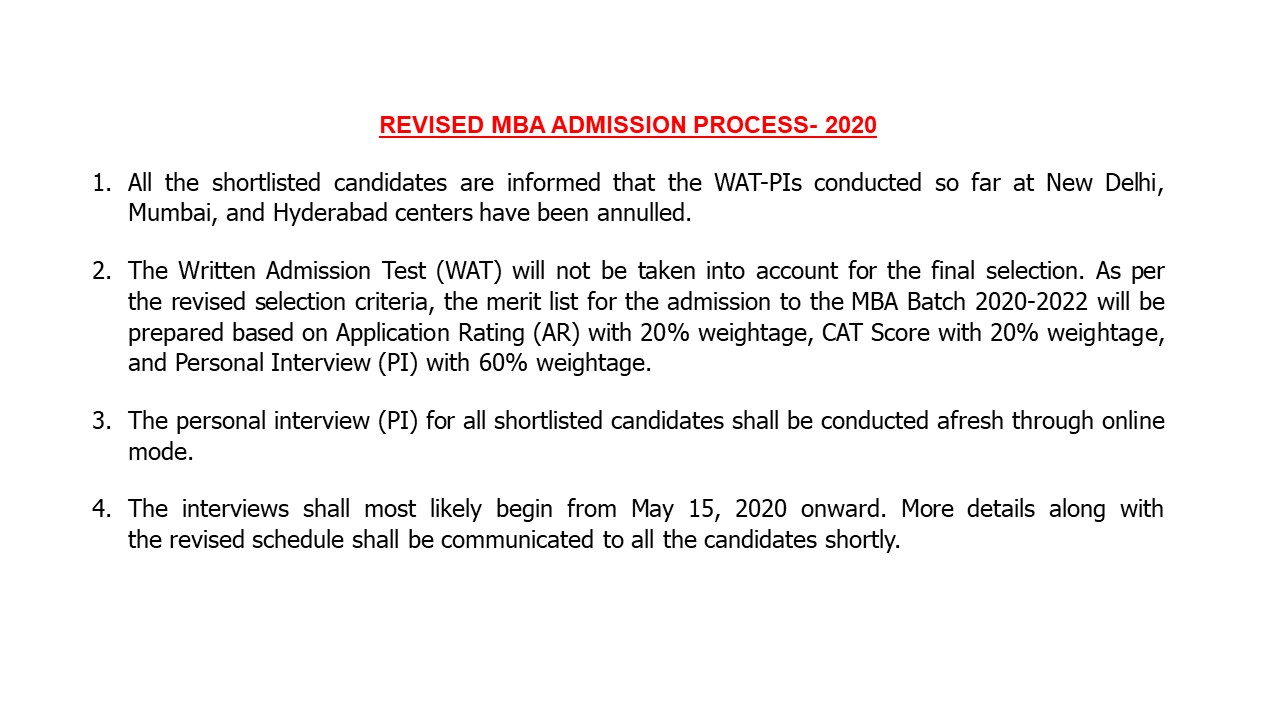 REVISED MBA ADMISSION PROCESS- 2020
1. All the shortlisted candidates are informed that the WAT-PIs conducted so far at New Delhi,
Mumbai, and Hyderabad centers have been annulled.
2. The Written Admission Test (WAT) will not be taken into account for the final selection. As per
the revised selection criteria, the merit list for the admission to the MBA Batch 2020-2022 will be
prepared based on Application Rating (AR) with 20% weightage, CAT Score with 20% weightage,
and Personal Interview (PI) with 60% weightage.
3. The personal interview (PI) for all shortlisted candidates shall be conducted afresh through online
mode.
4. The interviews shall most likely begin from May 15, 2020 onward. More details along with
the revised schedule shall be communicated to all the candidates shortly.